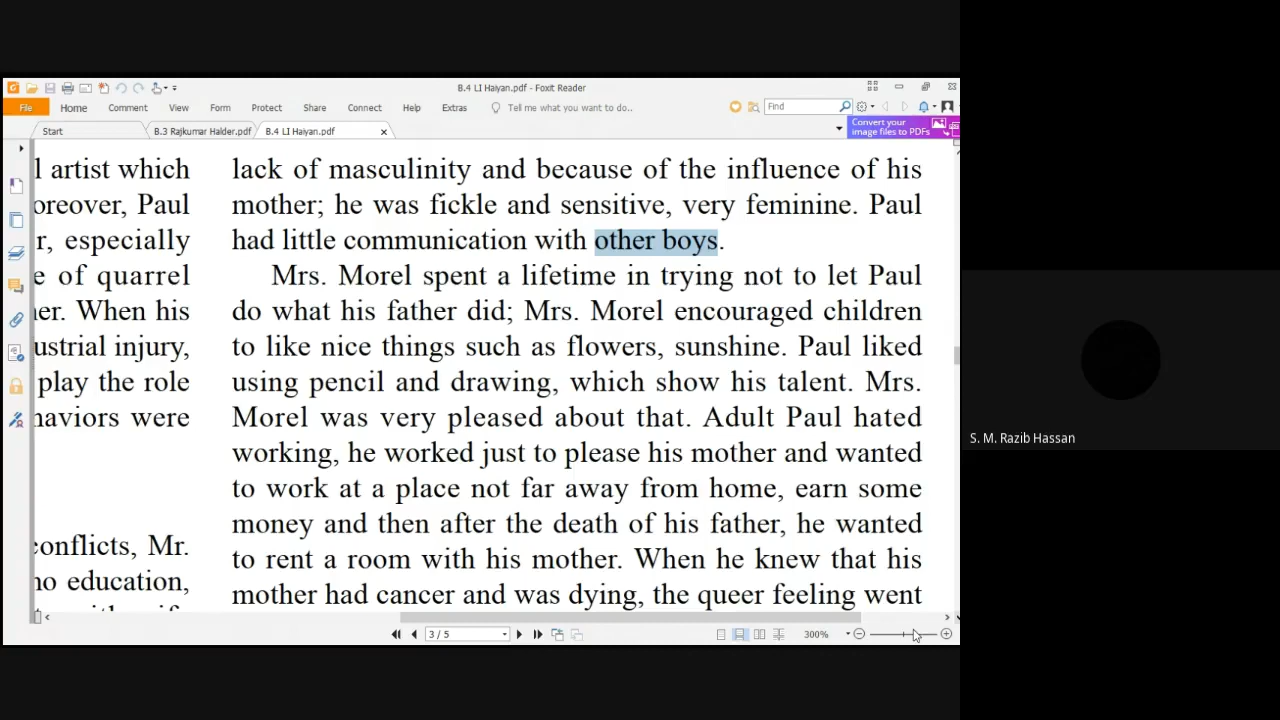 B.4 LI Haiyan.pdf - Foxit Reader
File Home Comment View Form Protect Share Connect Help Extras Tell me what you want to do.. Find
Start B.3 Rajkumar Halder.pdf B.4 LI Haiyan.pdf
Convert your
image files to PDFs
l artist which
oreover, Paul
r, especially
e of quarrel
er. When his
ustrial injury,
play the role
haviors were
conflicts, Mr.
no education,
lack of masculinity and because of the influence of his
mother; he was fickle and sensitive, very feminine. Paul
had little communication with other boys.
Mrs. Morel spent a lifetime in trying not to let Paul
do what his father did; Mrs. Morel encouraged children
to like nice things such as flowers, sunshine. Paul liked
using pencil and drawing, which show his talent. Mrs.
Morel was very pleased about that. Adult Paul hated
working, he worked just to please his mother and wanted
to work at a place not far away from home, earn some
money and then after the death of his father, he wanted
to rent a room with his mother. When he knew that his
mother had cancer and was dying, the queer feeling went
3 / 5
300%
S. M. Razib Hassan